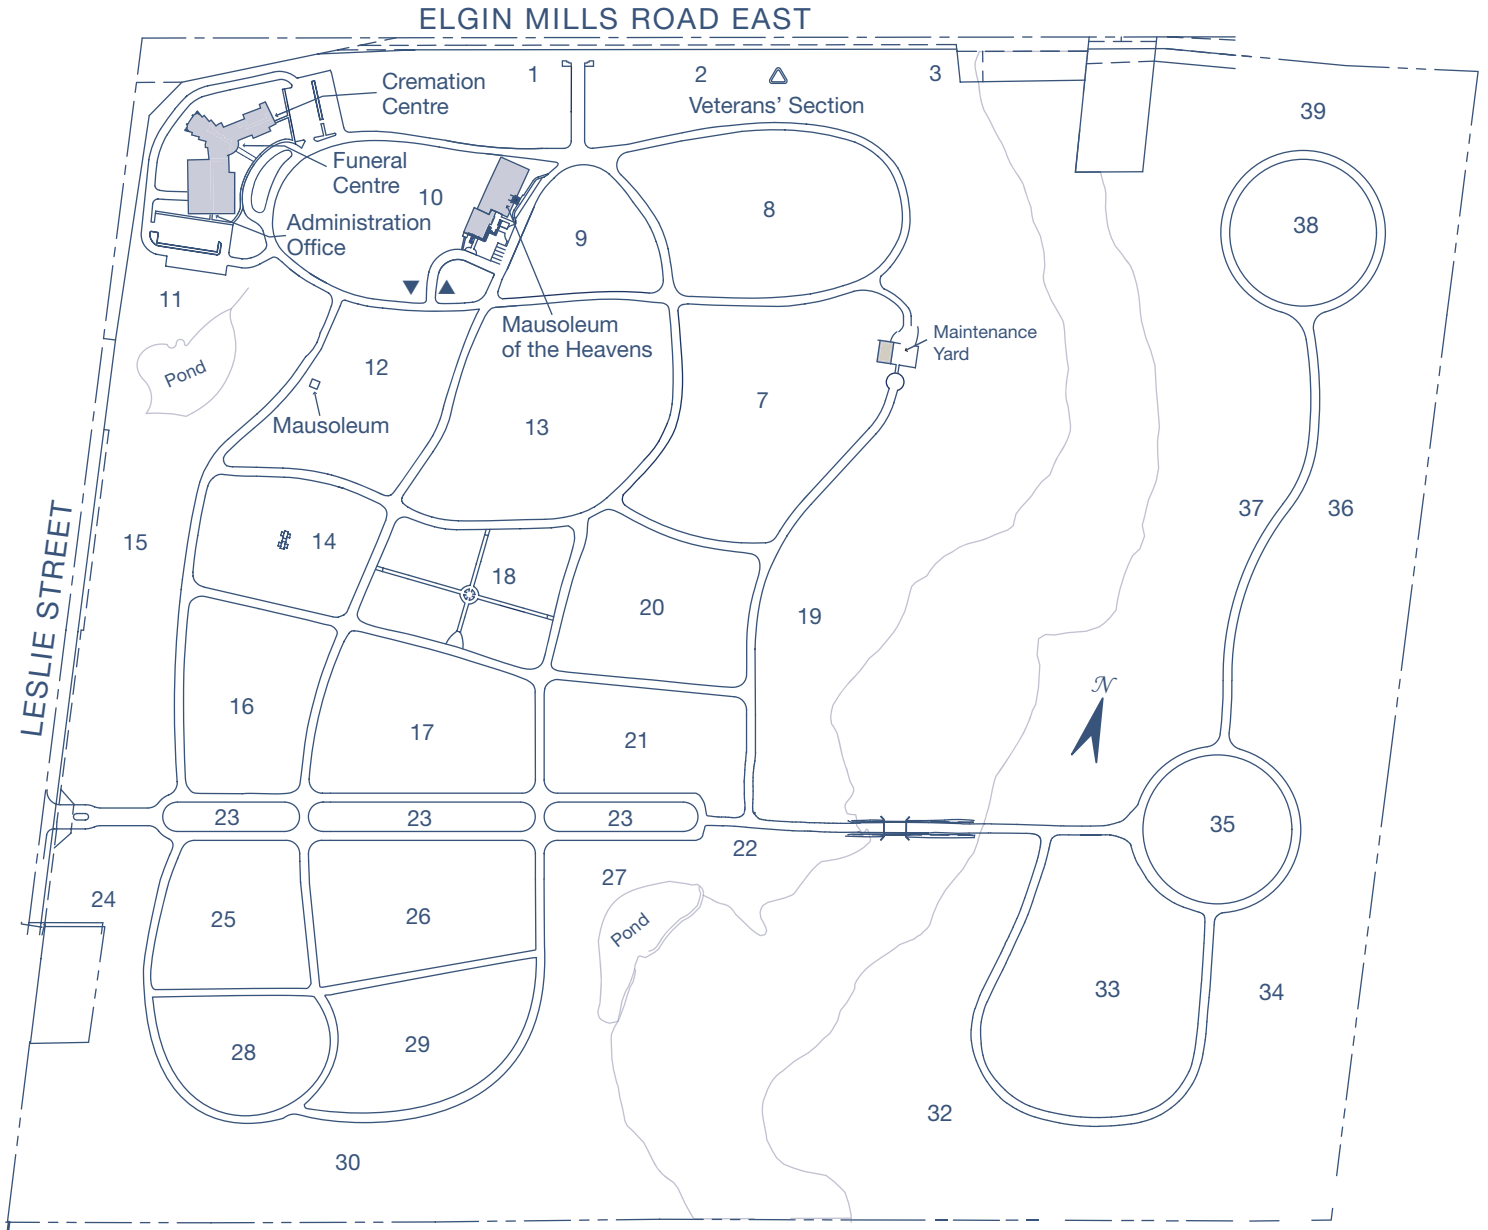 ELGIN MILLS ROAD EAST
1
2
3
Veterans' Section
Cremation
Centre
39
Funeral
Centre
10
8
Administration
Office
9
38
11
Mausoleum
of the Heavens
Maintenance
Yard
Pond
12
Mausoleum
13
7
LESLIE STREET
15
14
37
36
18
20
19
16
17
21
N
23
23
23
22
35
24
25
26
27
Pond
33
34
28
29
32
30